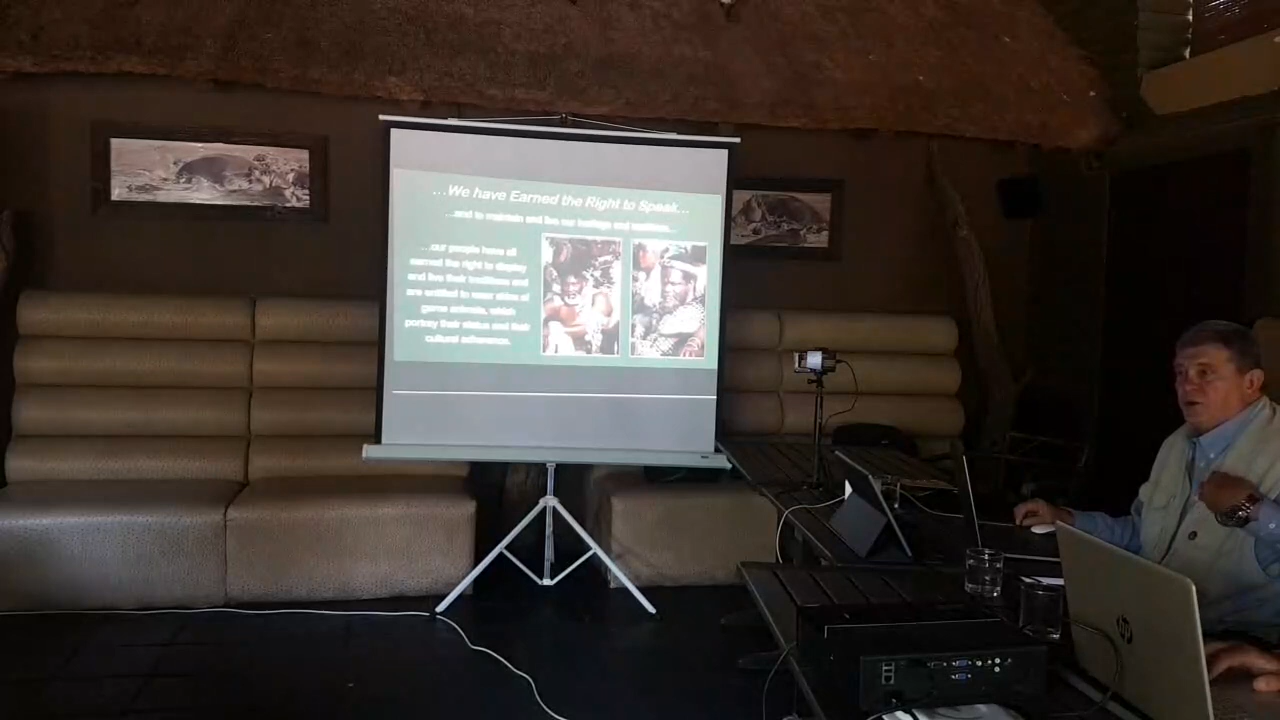 ...We have Earned the Right to Speak...
...and to maintain and live our heritage and traditions...
...our people have all
earned the right to display
and live their traditions and
are entitled to wear skins of
game animals, which
portray their status and their
cultural adherence.
hp